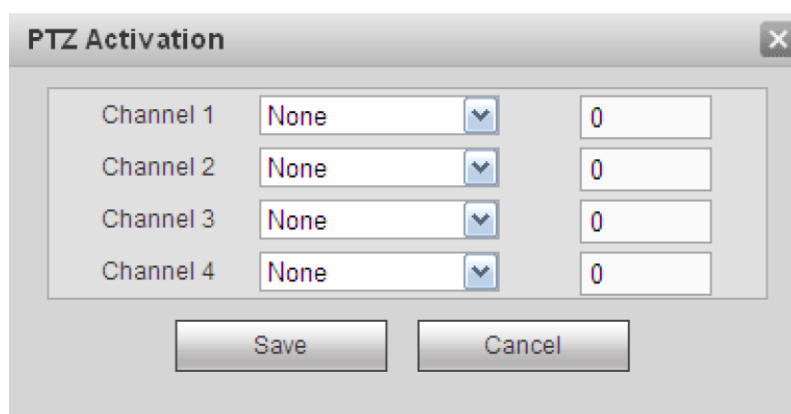 PTZ Activation
Channel 1 None 0
Channel 2 None 0
Channel 3 None 0
Channel 4 None 0
Save Cancel